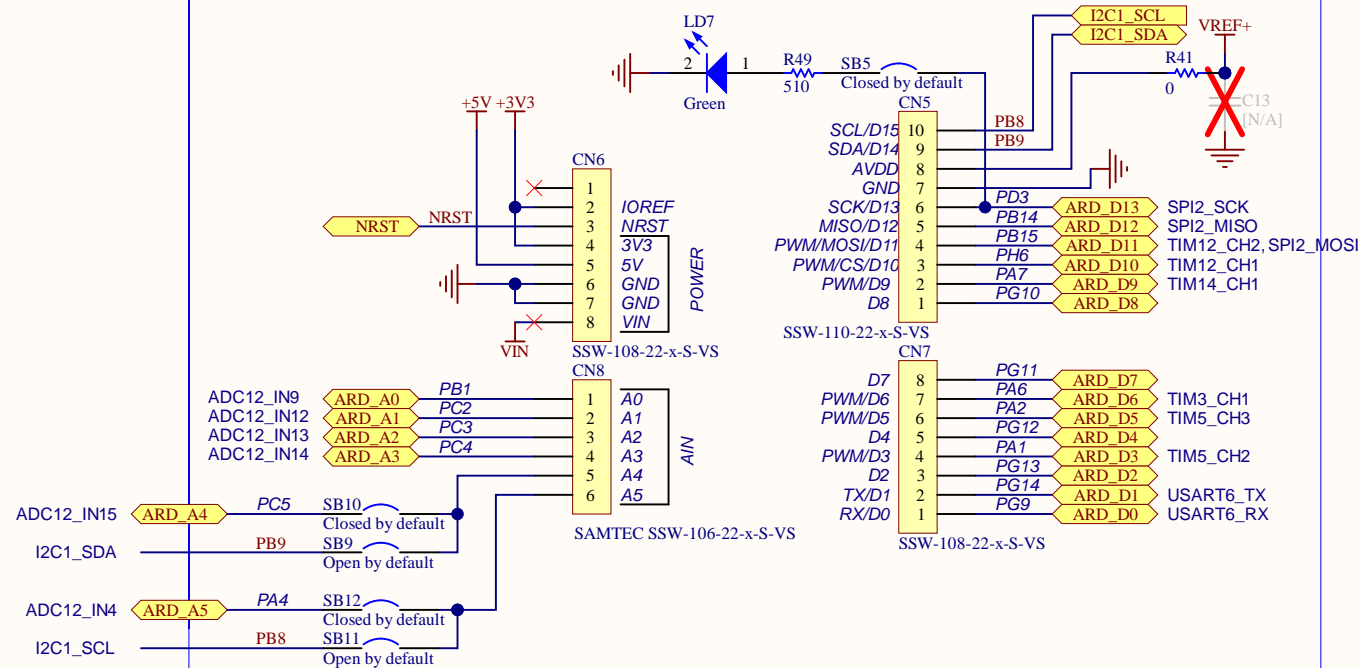 LD7
2
1
Green
R49
510
SB5
Closed by default
I2C1_SCL
I2C1_SDA
VREF+
R41
0
C13
[N/A]
CN5
SCL/D15 10 PB8
SDA/D14 9 PB9
AVDD 8
GND 7
SCK/D13 6 PD3 ARD_D13 SPI2_SCK
MISO/D12 5 PB14 ARD_D12 SPI2_MISO
PWM/MOSI/D11 4 PB15 ARD_D11 TIM12_CH2, SPI2_MOSI
PWM/CS/D10 3 PH6 ARD_D10 TIM12_CH1
PWM/D9 2 PA7 ARD_D9 TIM14_CH1
D8 1 PG10 ARD_D8
SSW-110-22-x-S-VS
+5V +3V3
CN6
1
2 IOREF
NRST NRST 3 NRST
4 3V3
5 5V
6 GND
7 GND
8 VIN
POWER
VIN
SSW-108-22-x-S-VS
CN8
ADC12_IN9 ARD_A0 PB1 1 A0
ADC12_IN12 ARD_A1 PC2 2 A1
ADC12_IN13 ARD_A2 PC3 3 A2
ADC12_IN14 ARD_A3 PC4 4 A3
5 A4
6 A5
AIN
SAMTEC SSW-106-22-x-S-VS
ADC12_IN15 ARD_A4 PC5 SB10
Closed by default
I2C1_SDA PB9 SB9
Open by default
ADC12_IN4 ARD_A5 PA4 SB12
Closed by default
I2C1_SCL PB8 SB11
Open by default
CN7
D7 8 PG11 ARD_D7
PWM/D6 7 PA6 ARD_D6 TIM3_CH1
PWM/D5 6 PA2 ARD_D5 TIM5_CH3
D4 5 PG12 ARD_D4
PWM/D3 4 PA1 ARD_D3 TIM5_CH2
D2 3 PG13 ARD_D2
TX/D1 2 PG14 ARD_D1 USART6_TX
RX/D0 1 PG9 ARD_D0 USART6_RX
SSW-108-22-x-S-VS